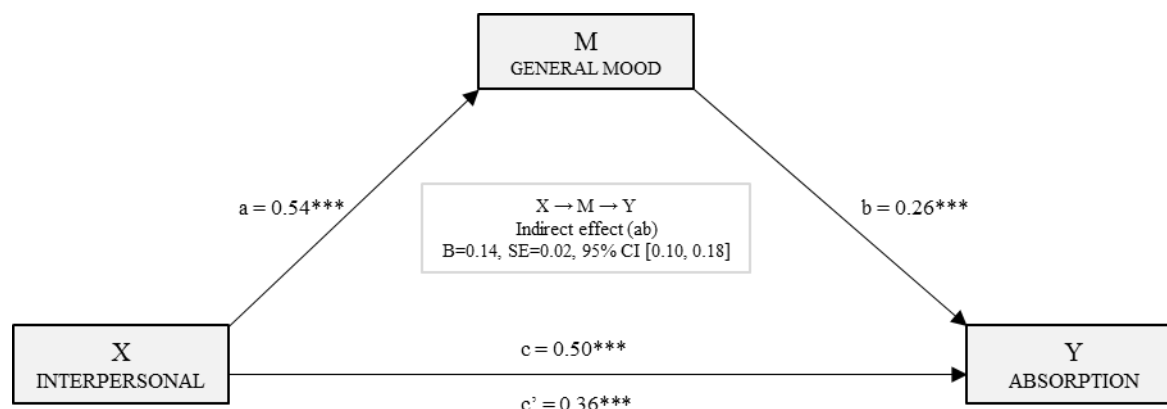 M
GENERAL MOOD
a = 0.54***
X → M → Y
Indirect effect (ab)
B=0.14, SE=0.02, 95% CI [0.10, 0.18]
b = 0.26***
X
INTERPERSONAL
c = 0.50***
c’ = 0.36***
Y
ABSORPTION